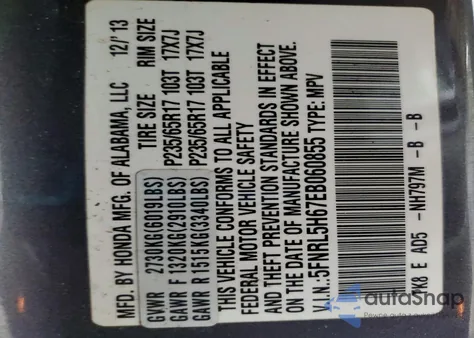 MFD. BY HONDA MFG. OF ALABAMA, LLC 12/'13
TIRE SIZE RIM SIZE
GVWR 2730KG(6019LBS)
GAWR F 1320KG(2910LBS) P235/65R17 103T 17X7J
GAWR R 1515KG(3340LBS) P235/65R17 103T 17X7J
THIS VEHICLE CONFORMS TO ALL APPLICABLE
FEDERAL MOTOR VEHICLE SAFETY
AND THEFT PREVENTION STANDARDS IN EFFECT
ON THE DATE OF MANUFACTURE SHOWN ABOVE.
V.I.N.: 5FNRL5H67EB060855 TYPE: MPV
TK8 E AD5 -NH797M -B -B
autoSnap